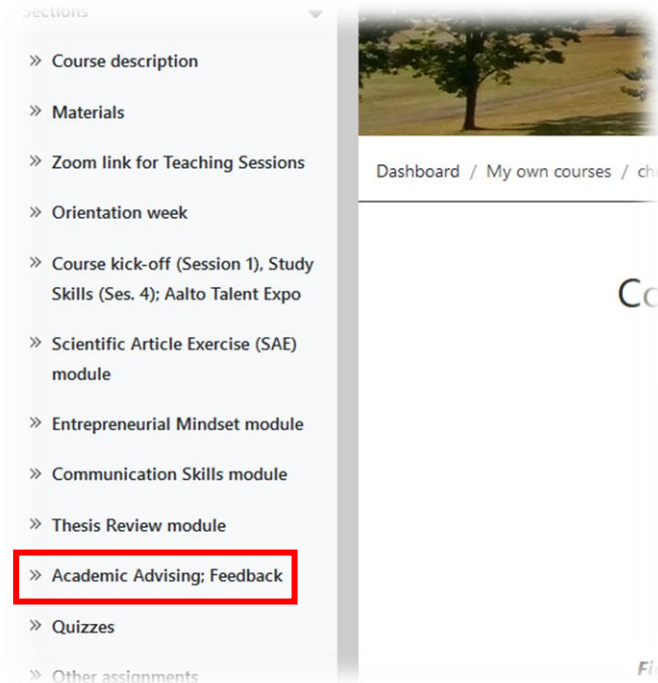 Sections
» Course description
» Materials
» Zoom link for Teaching Sessions
» Orientation week
» Course kick-off (Session 1), Study
Skills (Ses. 4); Aalto Talent Expo
» Scientific Article Exercise (SAE)
module
» Entrepreneurial Mindset module
» Communication Skills module
» Thesis Review module
» Academic Advising; Feedback
» Quizzes
» Other assignments
Dashboard / My own courses /